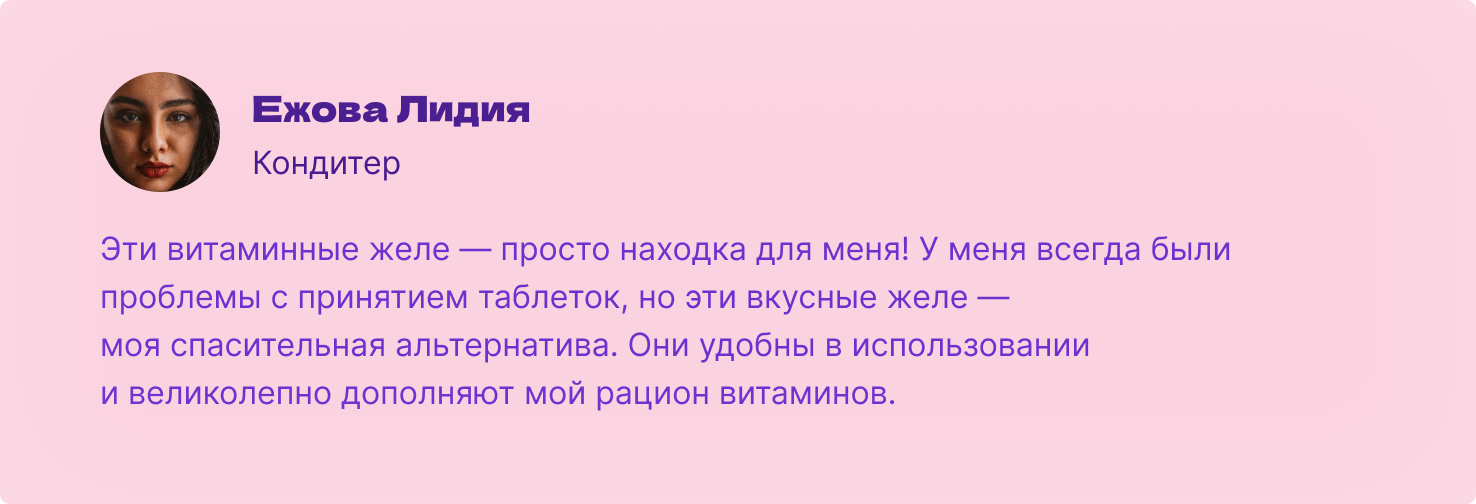 Ежова Лидия
Кондитер
Эти витаминные желе — просто находка для меня! У меня всегда были
проблемы с принятием таблеток, но эти вкусные желе —
моя спасительная альтернатива. Они удобны в использовании
и великолепно дополняют мой рацион витаминов.